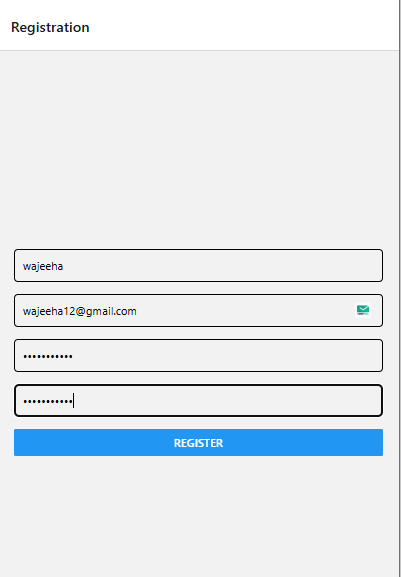 Registration
wajeeha
wajeeha12@gmail.com
•••••••••••
•••••••••••
REGISTER